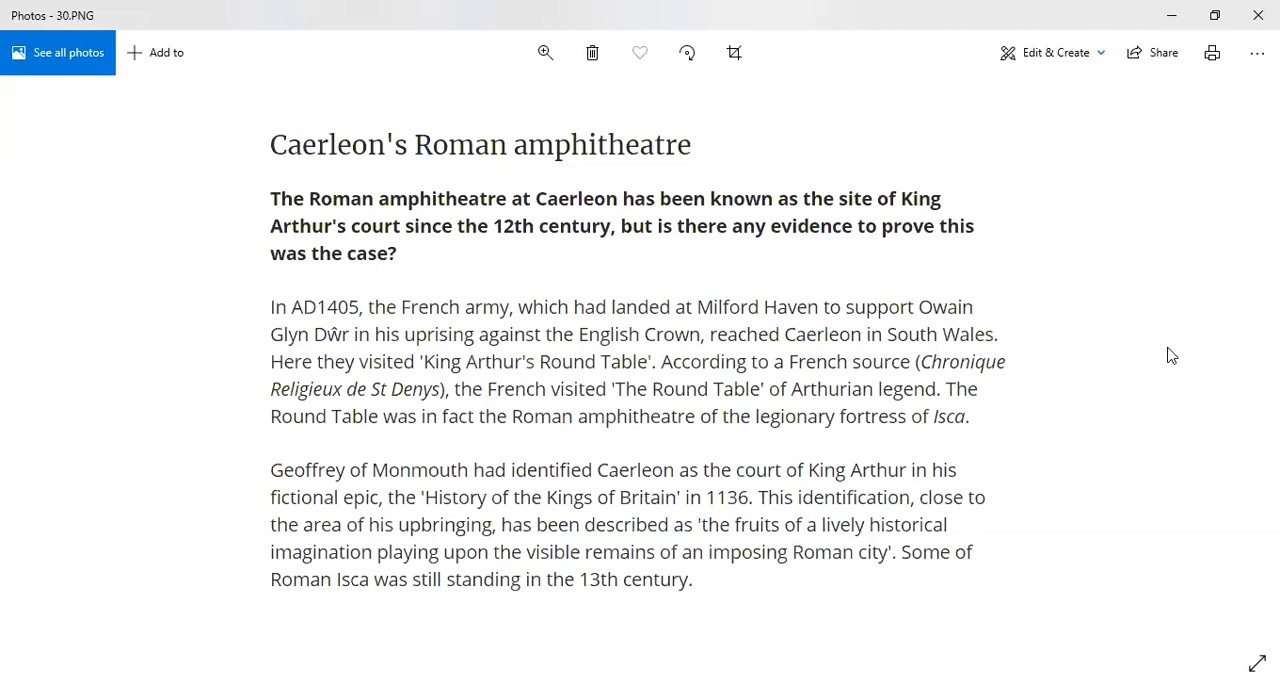 Photos - 30.PNG
See all photos
Add to
Edit & Create
Share
Caerleon's Roman amphitheatre
The Roman amphitheatre at Caerleon has been known as the site of King
Arthur's court since the 12th century, but is there any evidence to prove this
was the case?
In AD1405, the French army, which had landed at Milford Haven to support Owain
Glyn Dŵr in his uprising against the English Crown, reached Caerleon in South Wales.
Here they visited 'King Arthur's Round Table'. According to a French source (Chronique
Religieux de St Denys), the French visited 'The Round Table' of Arthurian legend. The
Round Table was in fact the Roman amphitheatre of the legionary fortress of Isca.
Geoffrey of Monmouth had identified Caerleon as the court of King Arthur in his
fictional epic, the 'History of the Kings of Britain' in 1136. This identification, close to
the area of his upbringing, has been described as 'the fruits of a lively historical
imagination playing upon the visible remains of an imposing Roman city'. Some of
Roman Isca was still standing in the 13th century.